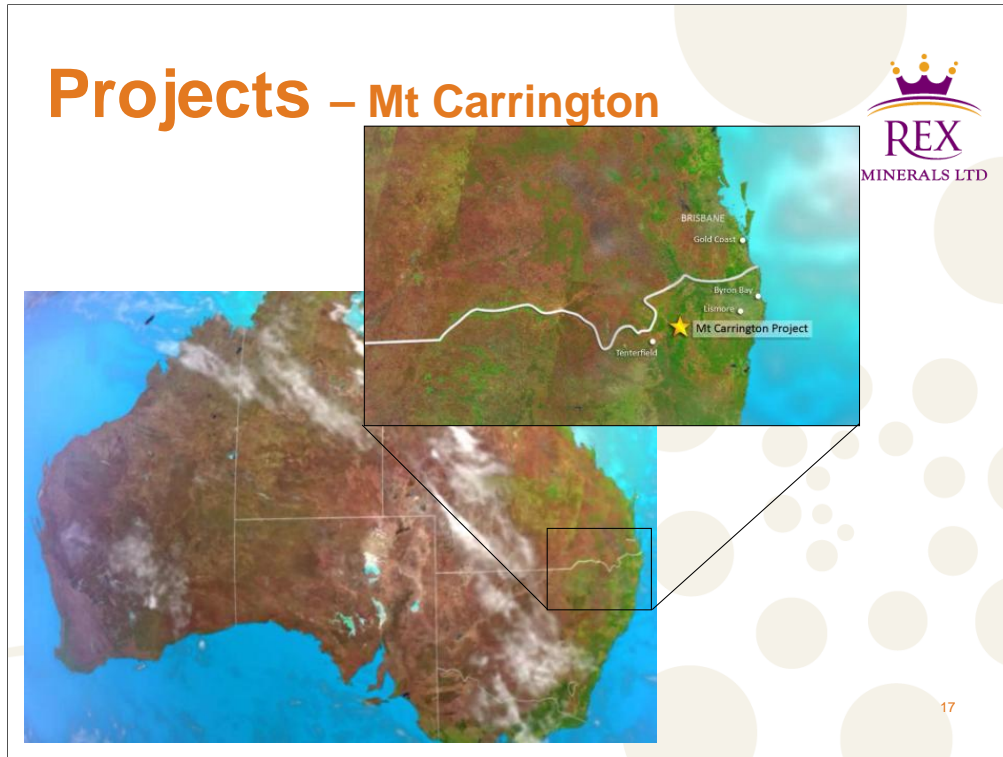 Projects – Mt Carrington
REX
MINERALS LTD
BRISBANE
Gold Coast
Byron Bay
Lismore
Mt Carrington Project
Tenterfield
17